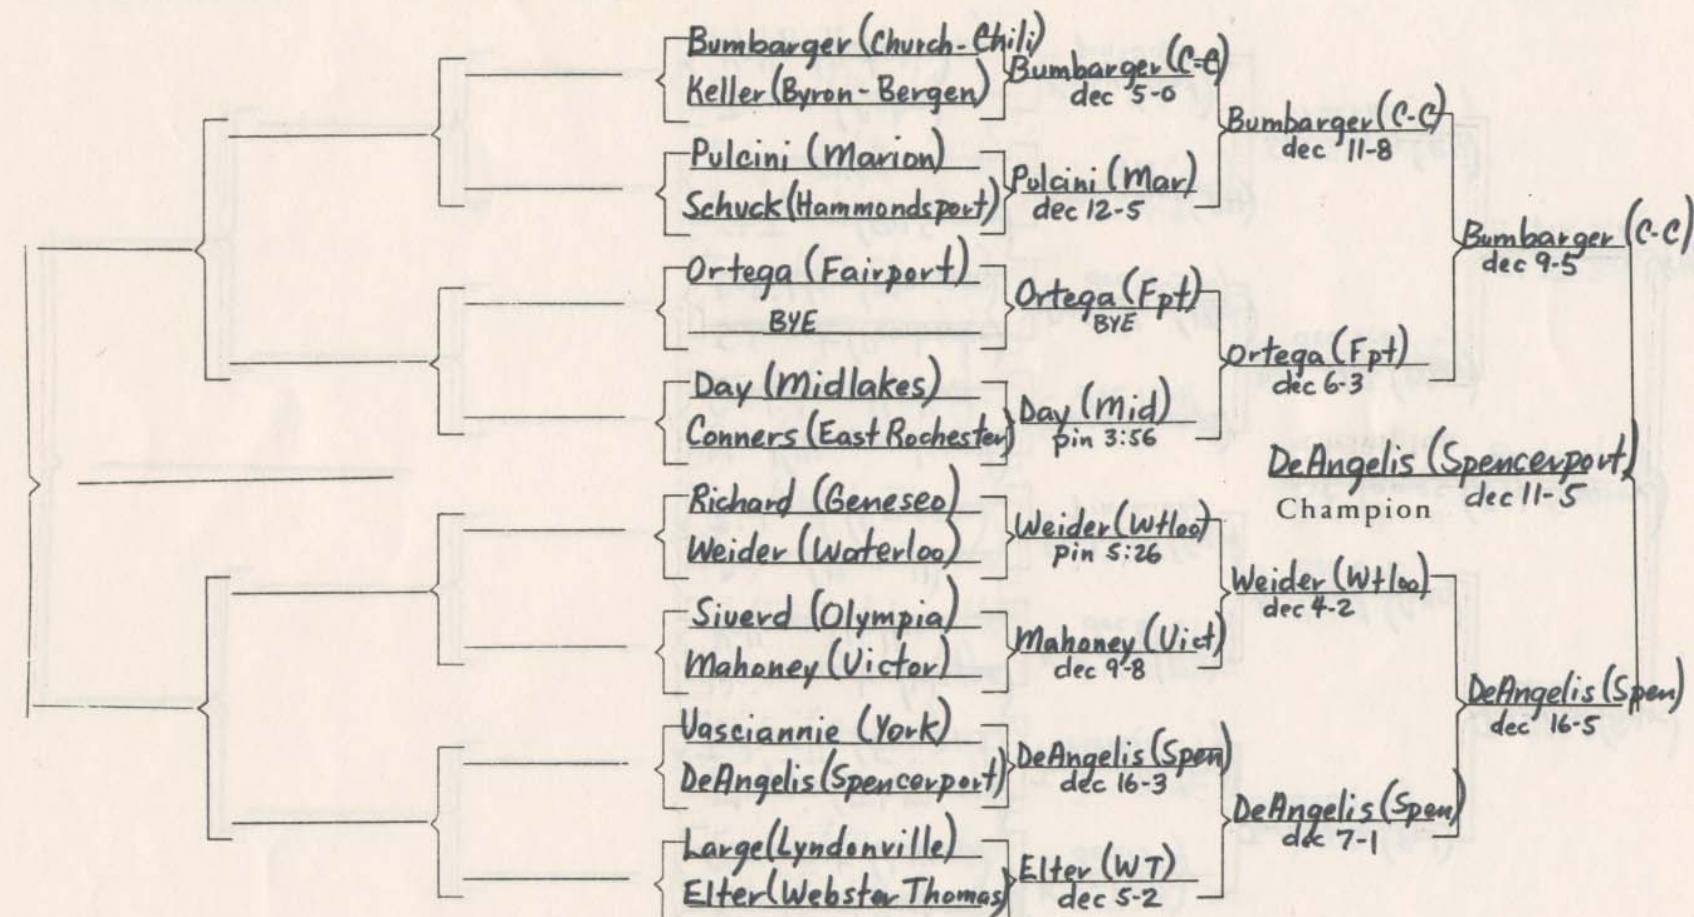 Bumbarger (Church-Chili)
Keller (Byron-Bergen)
Pulcini (Marion)
Schuck (Hammondsport)
Ortega (Fairport)
BYE
Day (Midlakes)
Conners (East Rochester)
Richard (Geneseo)
Weider (Waterloo)
Siverd (Olympia)
Mahoney (Victor)
Vasciannie (York)
DeAngelis (Spencerport)
Large (Lyndonville)
Elter (Webster Thomas)
Bumbarger (C-C)
dec 5-0
Pulcini (Mar)
dec 12-5
Ortega (Fpt)
BYE
Day (Mid)
pin 3:56
Weider (Wtloo)
pin 5:26
Mahoney (Vict)
dec 9-8
DeAngelis (Spen)
dec 16-3
Elter (WT)
dec 5-2
Bumbarger (C-C)
dec 11-8
Ortega (Fpt)
dec 6-3
Weider (Wtloo)
dec 4-2
DeAngelis (Spen)
dec 7-1
Bumbarger (C-C)
dec 9-5
DeAngelis (Spen)
dec 16-5
DeAngelis (Spencerport)
dec 11-5
Champion